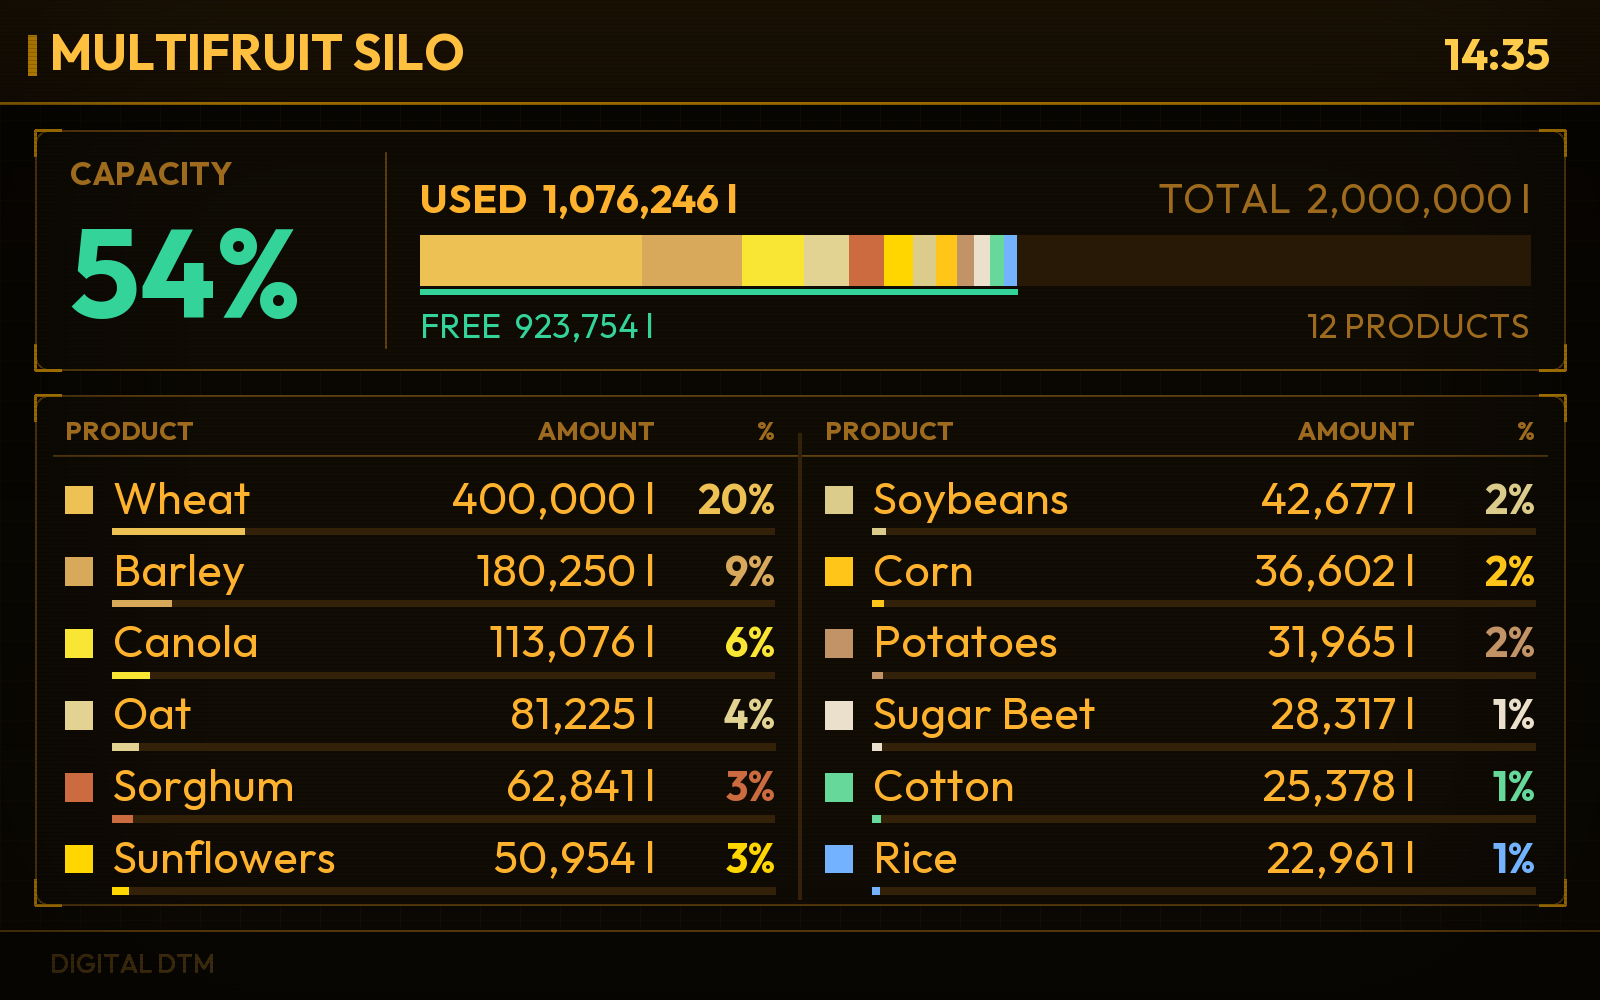 MULTIFRUIT SILO
14:35
CAPACITY
54%
USED 1,076,246 l
TOTAL 2,000,000 l
FREE 923,754 l
12 PRODUCTS
PRODUCT AMOUNT %
Wheat 400,000 l 20%
Barley 180,250 l 9%
Canola 113,076 l 6%
Oat 81,225 l 4%
Sorghum 62,841 l 3%
Sunflowers 50,954 l 3%
PRODUCT AMOUNT %
Soybeans 42,677 l 2%
Corn 36,602 l 2%
Potatoes 31,965 l 2%
Sugar Beet 28,317 l 1%
Cotton 25,378 l 1%
Rice 22,961 l 1%
DIGITAL DTM